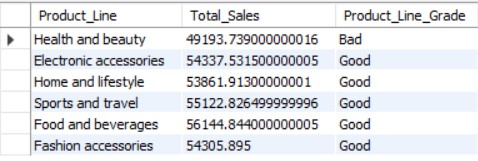 Product_Line Total_Sales Product_Line_Grade
Health and beauty 49193.739000000016 Bad
Electronic accessories 54337.531500000005 Good
Home and lifestyle 53861.91300000001 Good
Sports and travel 55122.826499999996 Good
Food and beverages 56144.844000000005 Good
Fashion accessories 54305.895 Good